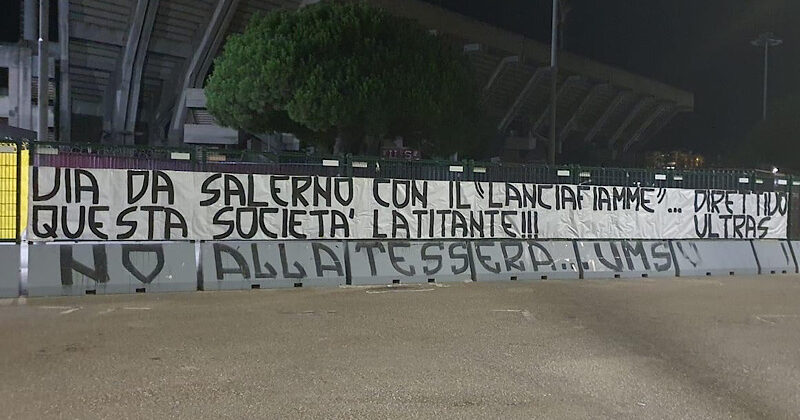 VIA DA SALERNO CON IL "LANCIAFIAMME"... DIRETTIVO
QUESTA SOCIETA' LATITANTE!!! ULTRAS
NO ALLA TESSERA..! UMS